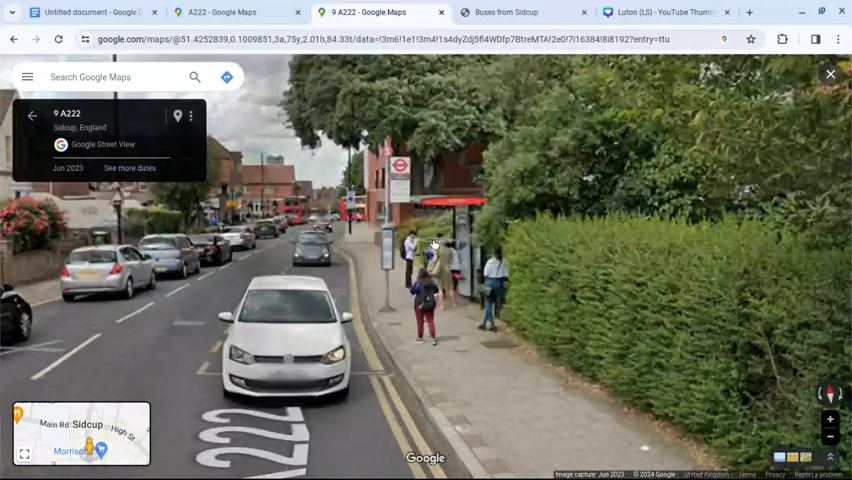 Untitled document - Google D
A222 - Google Maps
9 A222 - Google Maps
Buses from Sidcup
Luton (LS) - YouTube Thumb
google.com/maps/@51.4252839,0.1009851,3a,75y,2.01h,84.33t/data=!3m6!1e1!3m4!1s4dyZdj5fl4WDfp7BtreMTA!2e0!7i16384!8i8192?entry=ttu
Search Google Maps
9 A222
Sidcup, England
Google Street View
Jun 2023
See more dates
A222
Main Rd
Sidcup
High St
Morrisons
Google
Image capture: Jun 2023
© 2024 Google
United Kingdom
Terms
Privacy
Report a problem